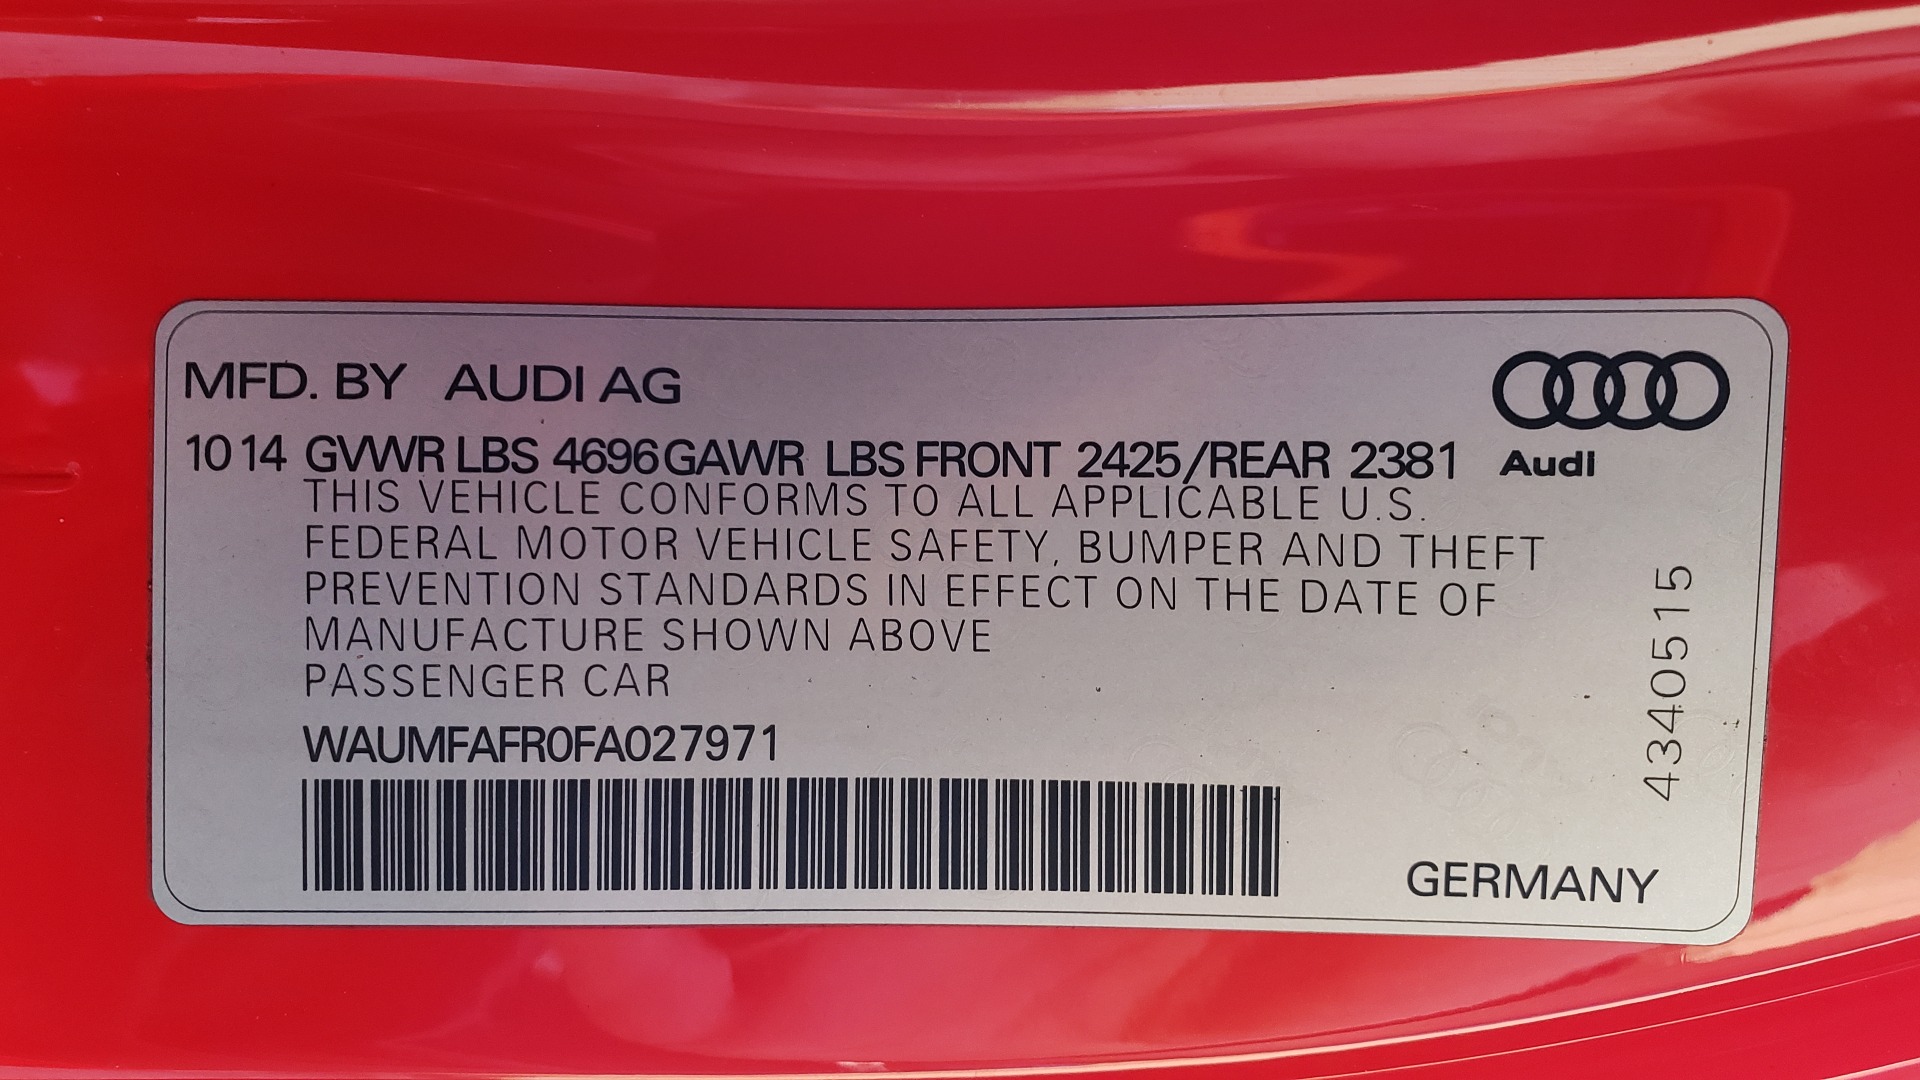 MFD. BY AUDI AG
1014 GVWR LBS 4696 GAWR LBS FRONT 2425/REAR 2381
Audi
THIS VEHICLE CONFORMS TO ALL APPLICABLE U.S.
FEDERAL MOTOR VEHICLE SAFETY, BUMPER AND THEFT
PREVENTION STANDARDS IN EFFECT ON THE DATE OF
MANUFACTURE SHOWN ABOVE
PASSENGER CAR
WAUMFAFR0FA027971
4340515
GERMANY